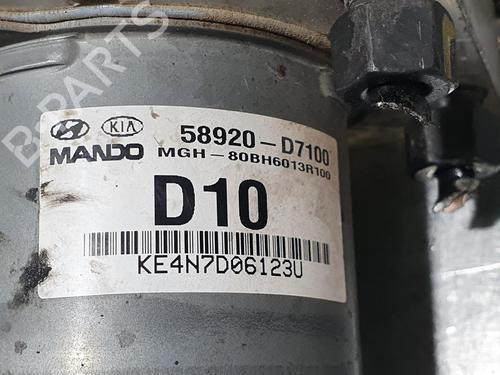 B-PARTS
KIA 58920-D7100
MANDO MGH-80BH6013R100
D10
KE4N7D06123U